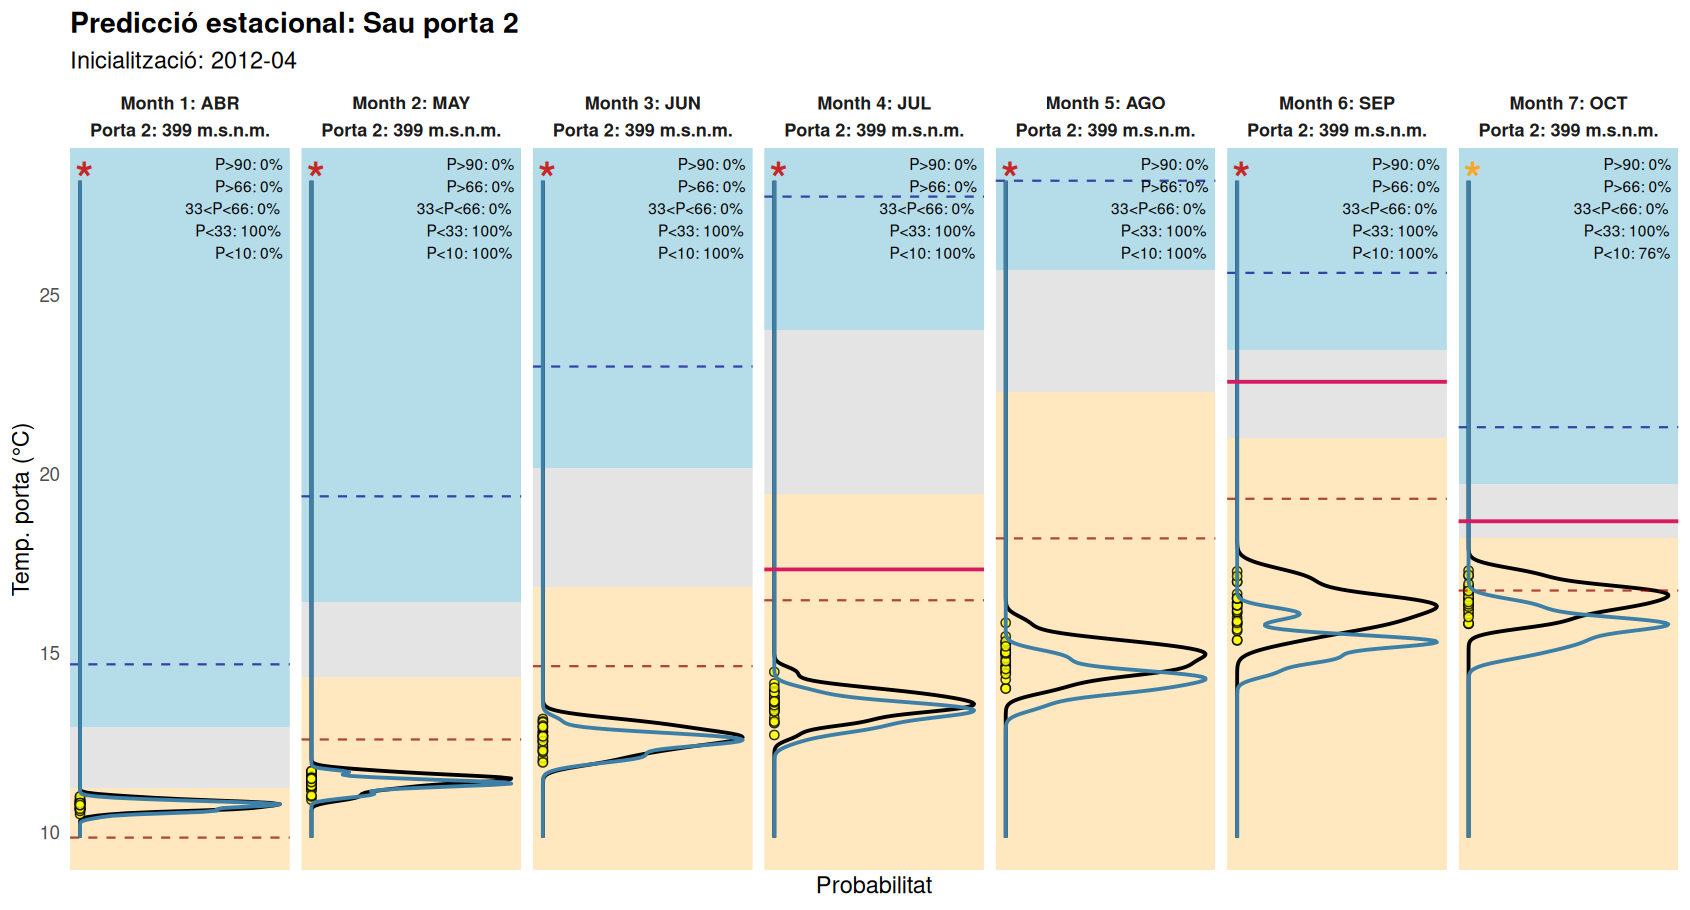 Predicció estacional: Sau porta 2
Inicialització: 2012-04
Month 1: ABR
Porta 2: 399 m.s.n.m.
Month 2: MAY
Porta 2: 399 m.s.n.m.
Month 3: JUN
Porta 2: 399 m.s.n.m.
Month 4: JUL
Porta 2: 399 m.s.n.m.
Month 5: AGO
Porta 2: 399 m.s.n.m.
Month 6: SEP
Porta 2: 399 m.s.n.m.
Month 7: OCT
Porta 2: 399 m.s.n.m.
*
P>90: 0%
P>66: 0%
33<P<66: 0%
P<33: 100%
P<10: 0%
*
P>90: 0%
P>66: 0%
33<P<66: 0%
P<33: 100%
P<10: 100%
*
P>90: 0%
P>66: 0%
33<P<66: 0%
P<33: 100%
P<10: 100%
*
P>90: 0%
P>66: 0%
33<P<66: 0%
P<33: 100%
P<10: 100%
*
P>90: 0%
P>66: 0%
33<P<66: 0%
P<33: 100%
P<10: 100%
*
P>90: 0%
P>66: 0%
33<P<66: 0%
P<33: 100%
P<10: 100%
*
P>90: 0%
P>66: 0%
33<P<66: 0%
P<33: 100%
P<10: 76%
Temp. porta (°C)
25
20
15
10
Probabilitat